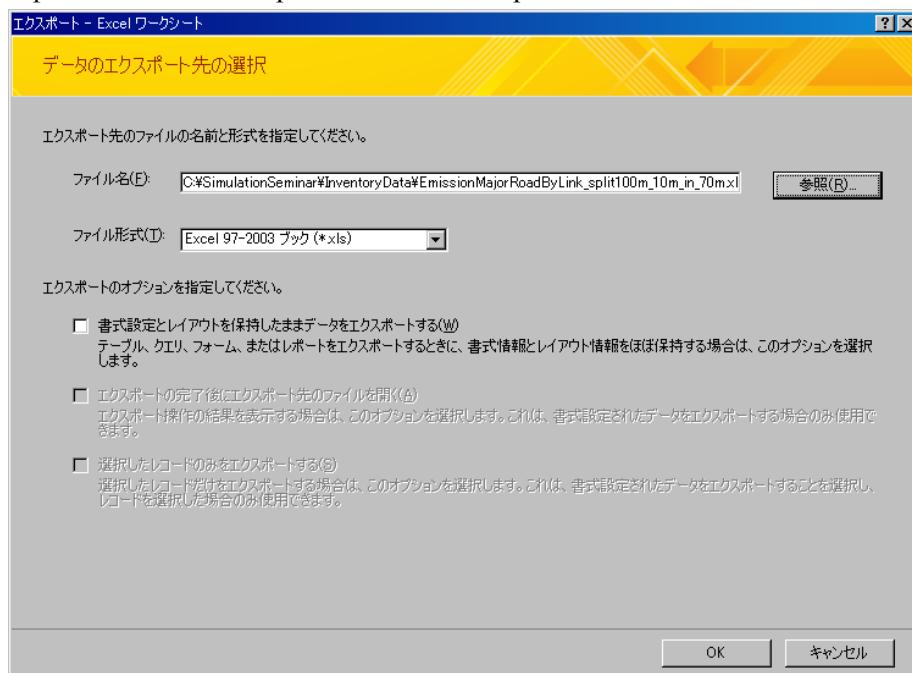 エクスポート - Excel ワークシート
データのエクスポート先の選択
エクスポート先のファイルの名前と形式を指定してください。
ファイル名(F): C:¥SimulationSeminar¥InventoryData¥EmissionMajorRoadByLink_split100m_10m_in_70m.xl 参照(R)...
ファイル形式(T): Excel 97-2003 ブック (*.xls)
エクスポートのオプションを指定してください。
書式設定とレイアウトを保持したままデータをエクスポートする(W)
テーブル、クエリ、フォーム、またはレポートをエクスポートするときに、書式情報とレイアウト情報をほぼ保持する場合は、このオプションを選択
します。
エクスポートの完了後にエクスポート先のファイルを開く(A)
エクスポート操作の結果を表示する場合は、このオプションを選択します。これは、書式設定されたデータをエクスポートする場合のみ使用で
きます。
選択したレコードのみをエクスポートする(S)
選択したレコードだけをエクスポートする場合は、このオプションを選択します。これは、書式設定されたデータをエクスポートすることを選択し、
レコードを選択した場合のみ使用できます。
OK キャンセル